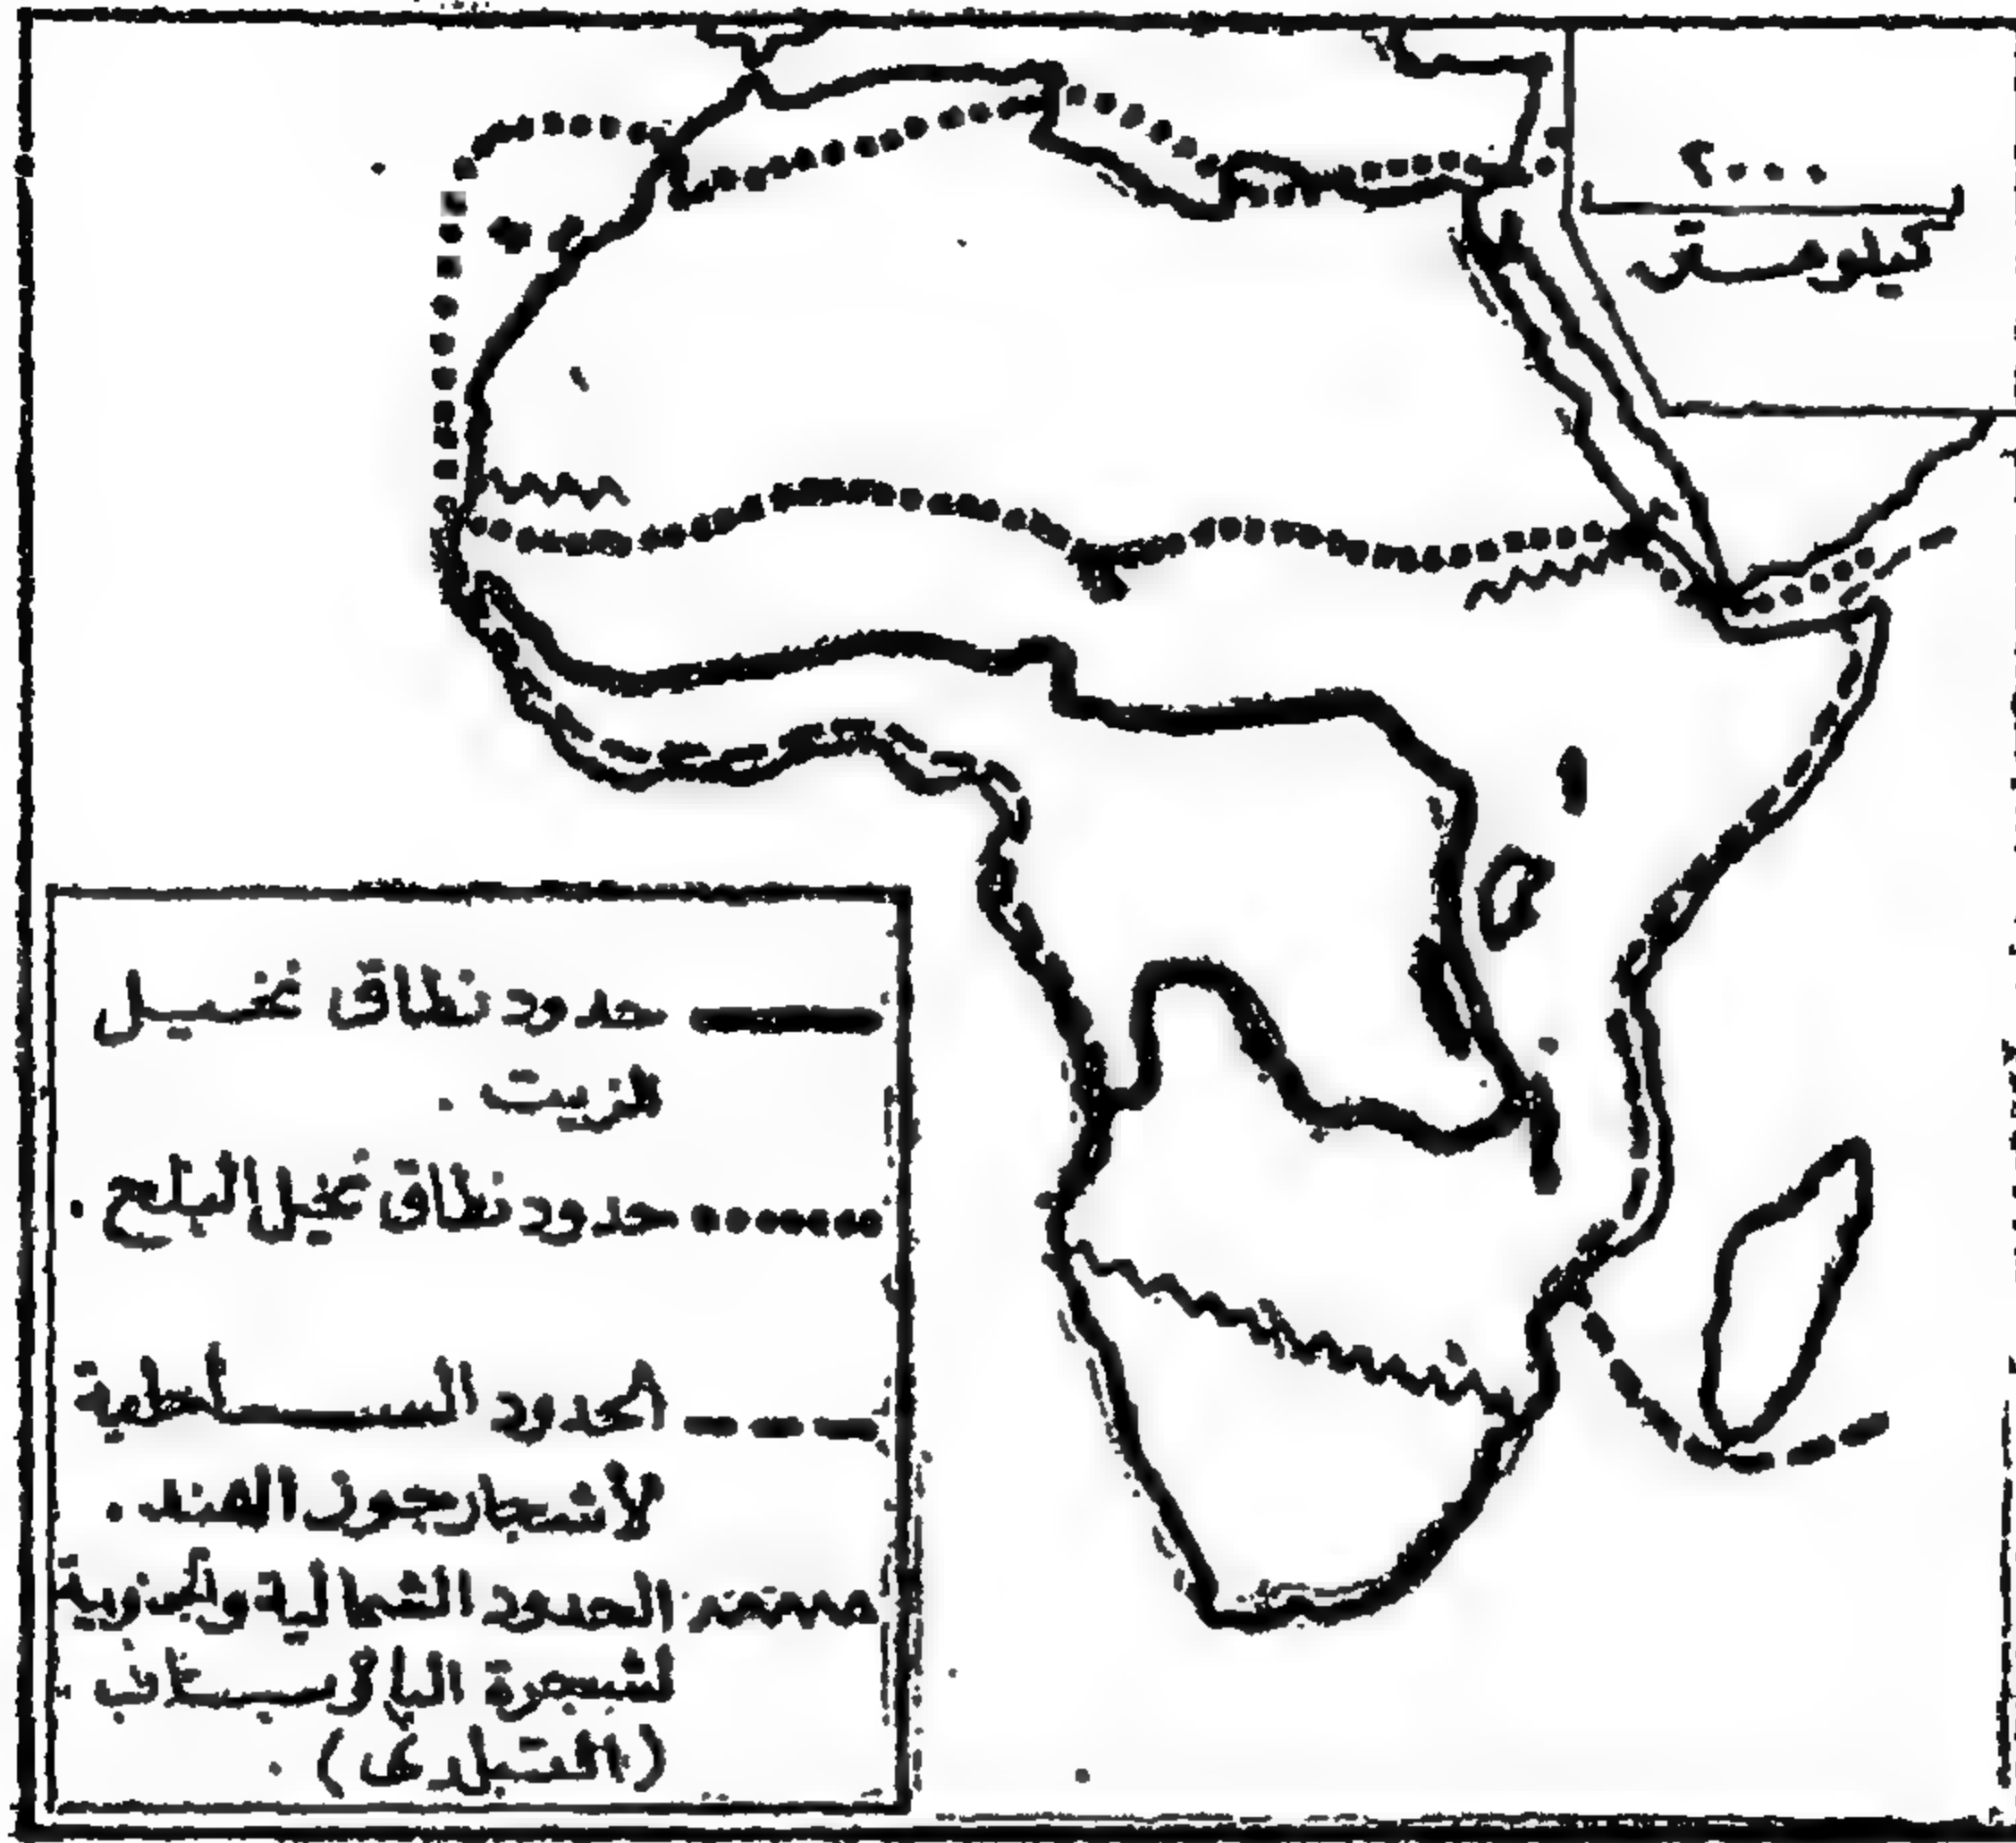 ٢٠٠٠
كيلومتر
حدود نطاق نخيل
الزيت .
حدود نطاق نخيل البلح .
الحدود الساحلية
لأشجار جوز الهند .
الحدود الشمالية والجنوبية
لشجرة الباؤباب .
(التبلدى) .